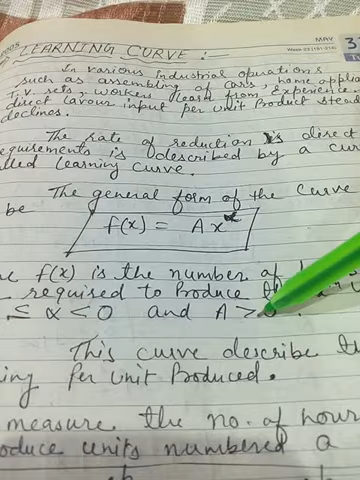 MAY
LEARNING CURVE :
In various industrial operations
such as assembling of cars, home applia
T.V. sets, workers learn from experience.
direct labour input per unit Product stead
declines.
The rate of reduction is direct
equirements is described by a cur
lled learning curve.
The general form of the curve
be
f(x) = A x^α
f(x) is the number of
required to Produce
≤ α < 0 and A >
This curve describe
ing Per unit Produced.
measure the no. of hours
oduce units numbered a